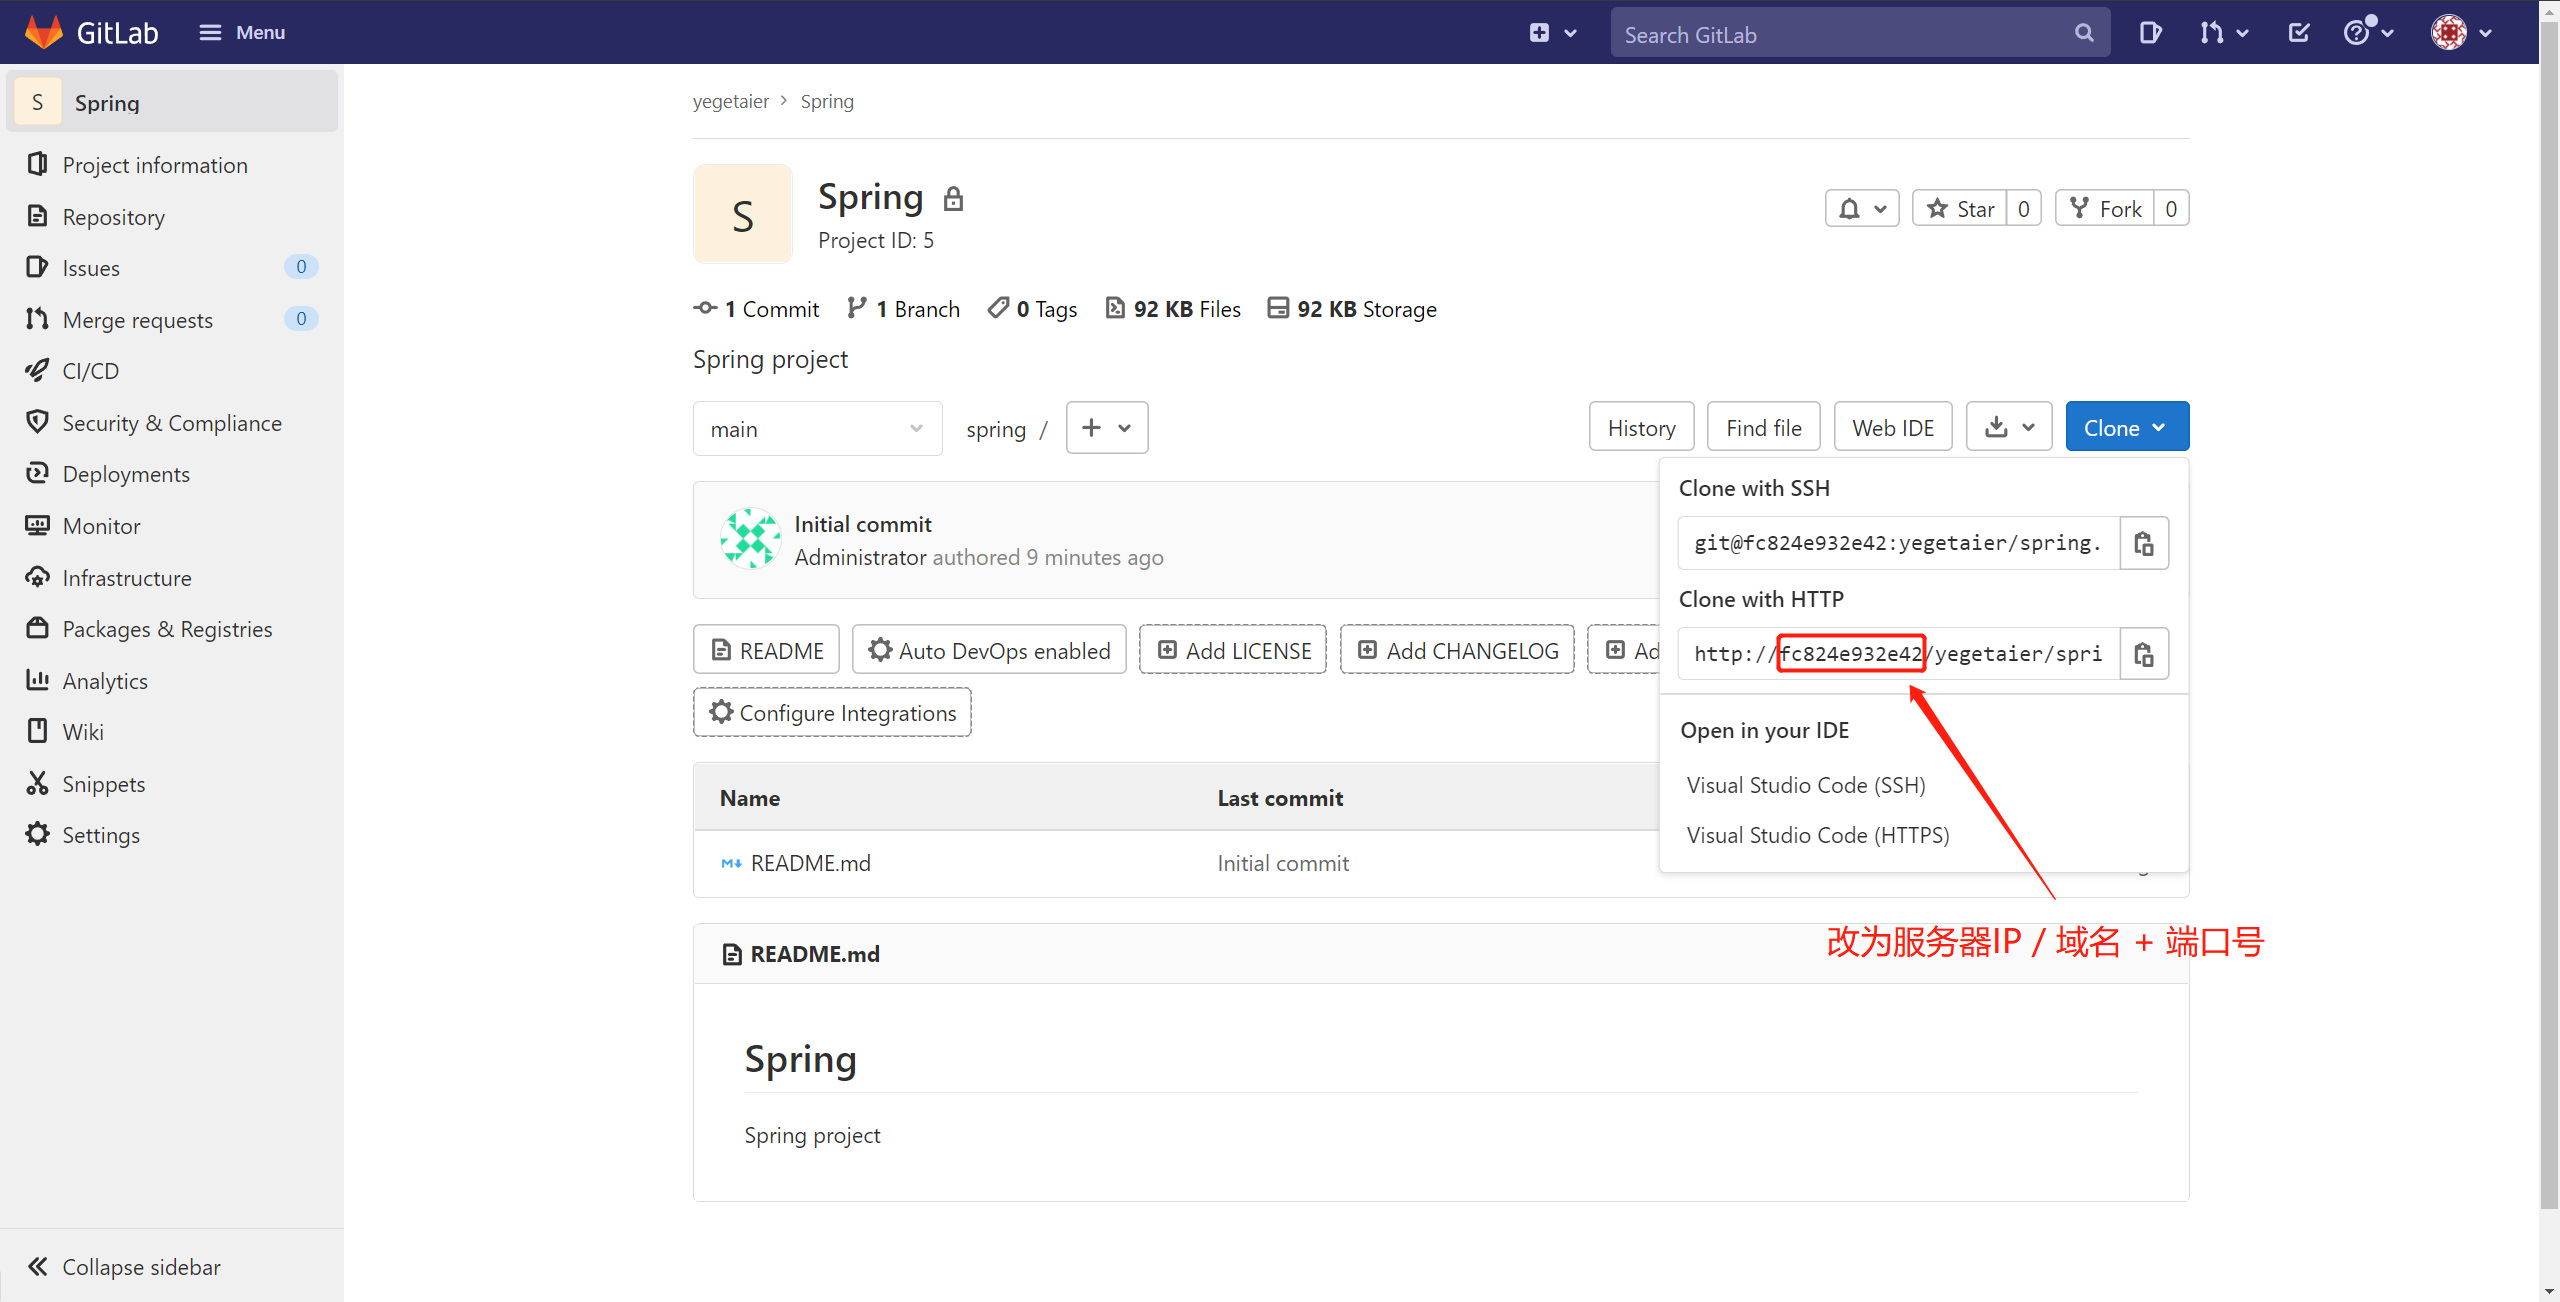 GitLab
Menu
Search GitLab
S
Spring
Project information
Repository
Issues
0
Merge requests
0
CI/CD
Security & Compliance
Deployments
Monitor
Infrastructure
Packages & Registries
Analytics
Wiki
Snippets
Settings
Collapse sidebar
yegetaier > Spring
S
Spring
Project ID: 5
Star 0
Fork 0
1 Commit
1 Branch
0 Tags
92 KB Files
92 KB Storage
Spring project
main
spring /
History
Find file
Web IDE
Clone
Initial commit
Administrator authored 9 minutes ago
Clone with SSH
git@fc824e932e42:yegetaier/spring.
Clone with HTTP
http://fc824e932e42/yegetaier/spri
Open in your IDE
Visual Studio Code (SSH)
Visual Studio Code (HTTPS)
README
Auto DevOps enabled
Add LICENSE
Add CHANGELOG
Ad
Configure Integrations
Name
Last commit
README.md
Initial commit
改为服务器IP / 域名 + 端口号
README.md
Spring
Spring project